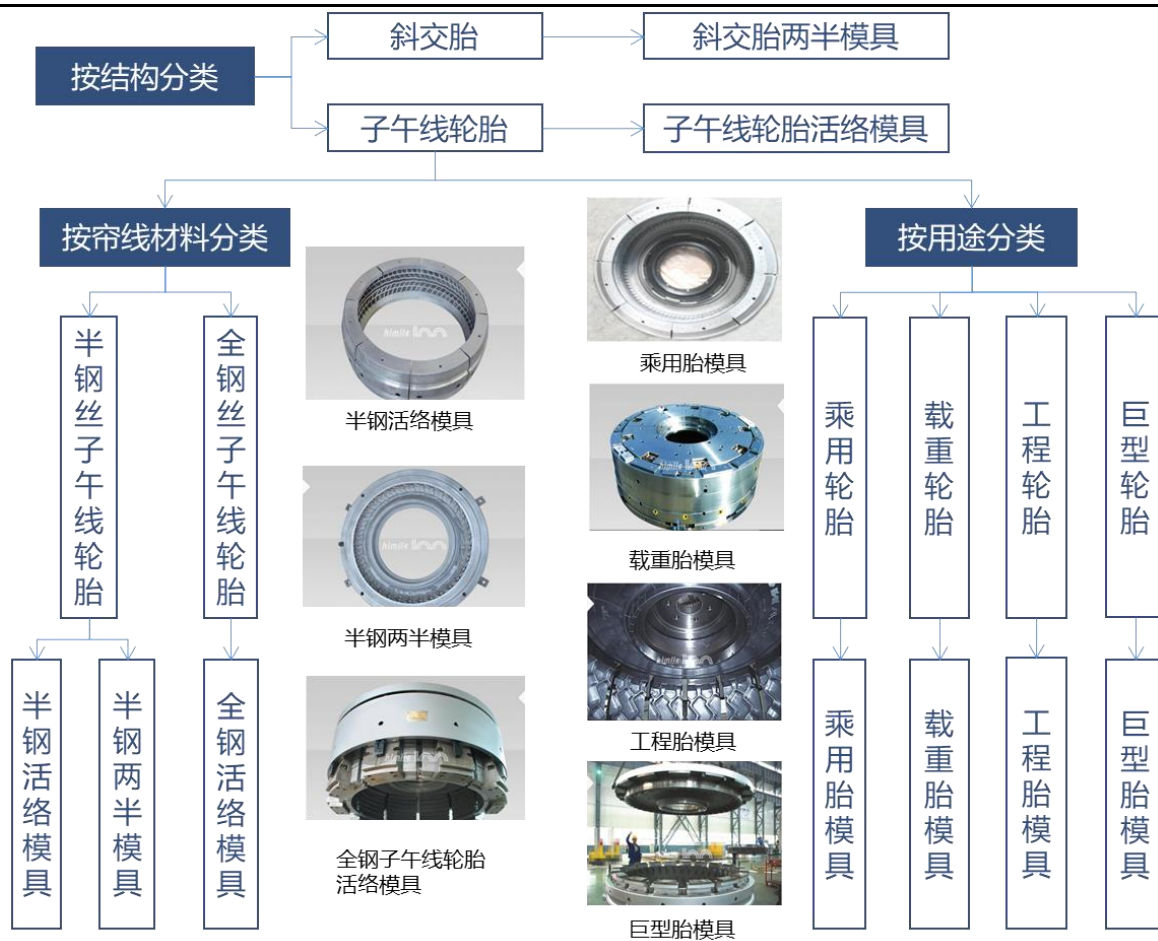 按结构分类
斜交胎
斜交胎两半模具
子午线轮胎
子午线轮胎活络模具
按帘线材料分类
按用途分类
半钢丝子午线轮胎
全钢丝子午线轮胎
半钢活络模具
半钢两半模具
全钢活络模具
himile
半钢活络模具
himile
半钢两半模具
himile
全钢子午线轮胎
活络模具
乘用胎模具
himile
载重胎模具
himile
工程胎模具
巨型胎模具
乘用轮胎
载重轮胎
工程轮胎
巨型轮胎
乘用胎模具
载重胎模具
工程胎模具
巨型胎模具